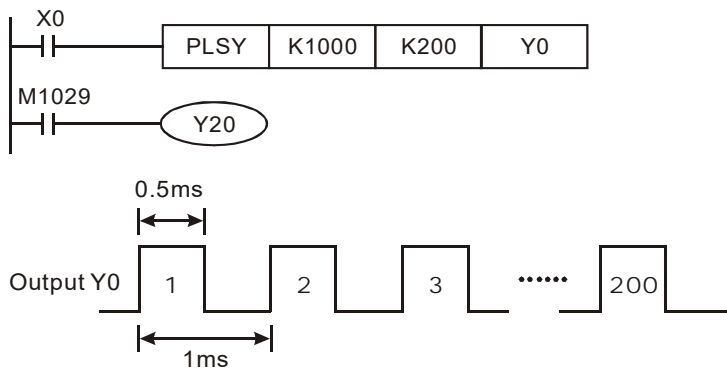 X0
PLSY K1000 K200 Y0
M1029
Y20
0.5ms
Output Y0 1 2 3 ...... 200
1ms